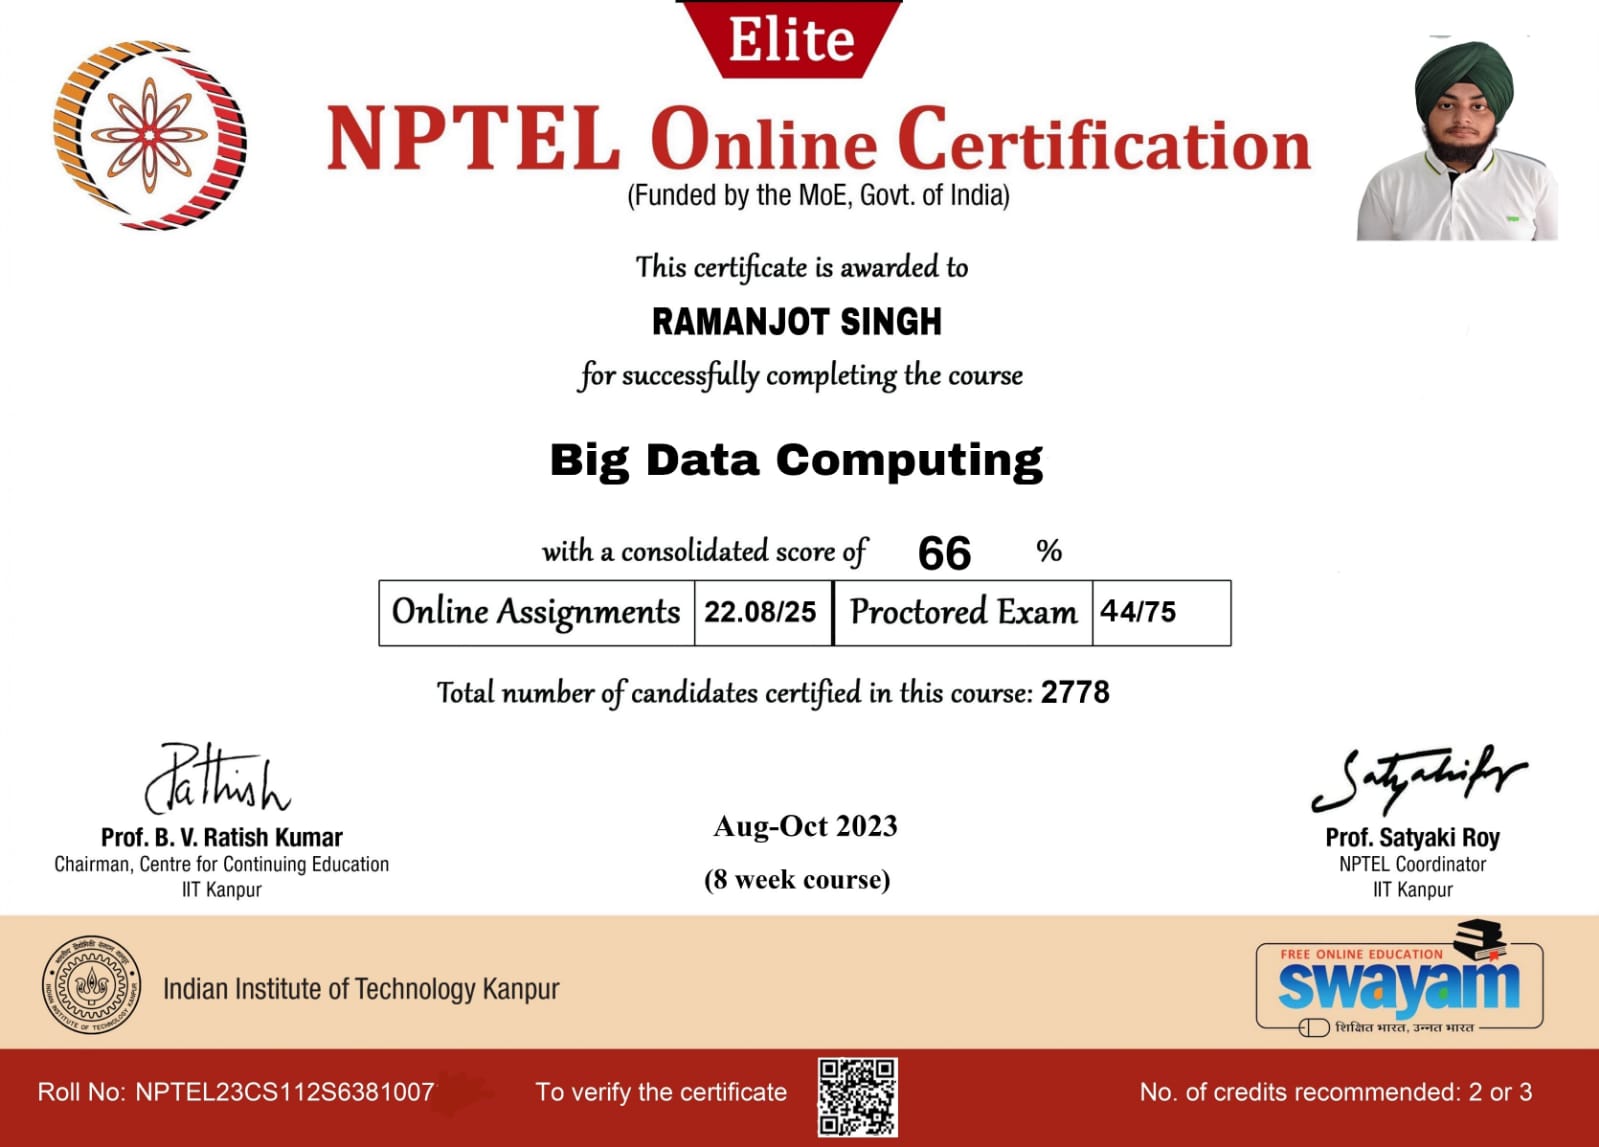 Elite
NPTEL Online Certification
(Funded by the MoE, Govt. of India)
This certificate is awarded to
RAMANJOT SINGH
for successfully completing the course
Big Data Computing
with a consolidated score of 66 %
Online Assignments 22.08/25 Proctored Exam 44/75
Total number of candidates certified in this course: 2778
Prof. B. V. Ratish Kumar
Chairman, Centre for Continuing Education
IIT Kanpur
Aug-Oct 2023
(8 week course)
Prof. Satyaki Roy
NPTEL Coordinator
IIT Kanpur
INDIAN INSTITUTE OF TECHNOLOGY KANPUR
Indian Institute of Technology Kanpur
FREE ONLINE EDUCATION
swayam
शिक्षित भारत, उन्नत भारत
Roll No: NPTEL23CS112S6381007
To verify the certificate
No. of credits recommended: 2 or 3